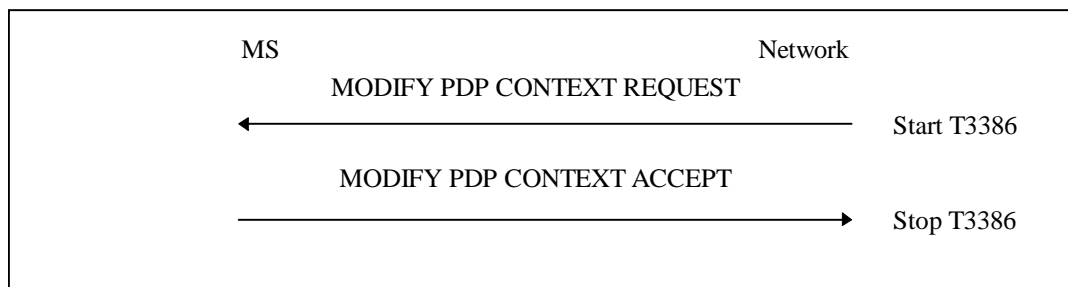 MS Network
MODIFY PDP CONTEXT REQUEST
Start T3386
MODIFY PDP CONTEXT ACCEPT
Stop T3386